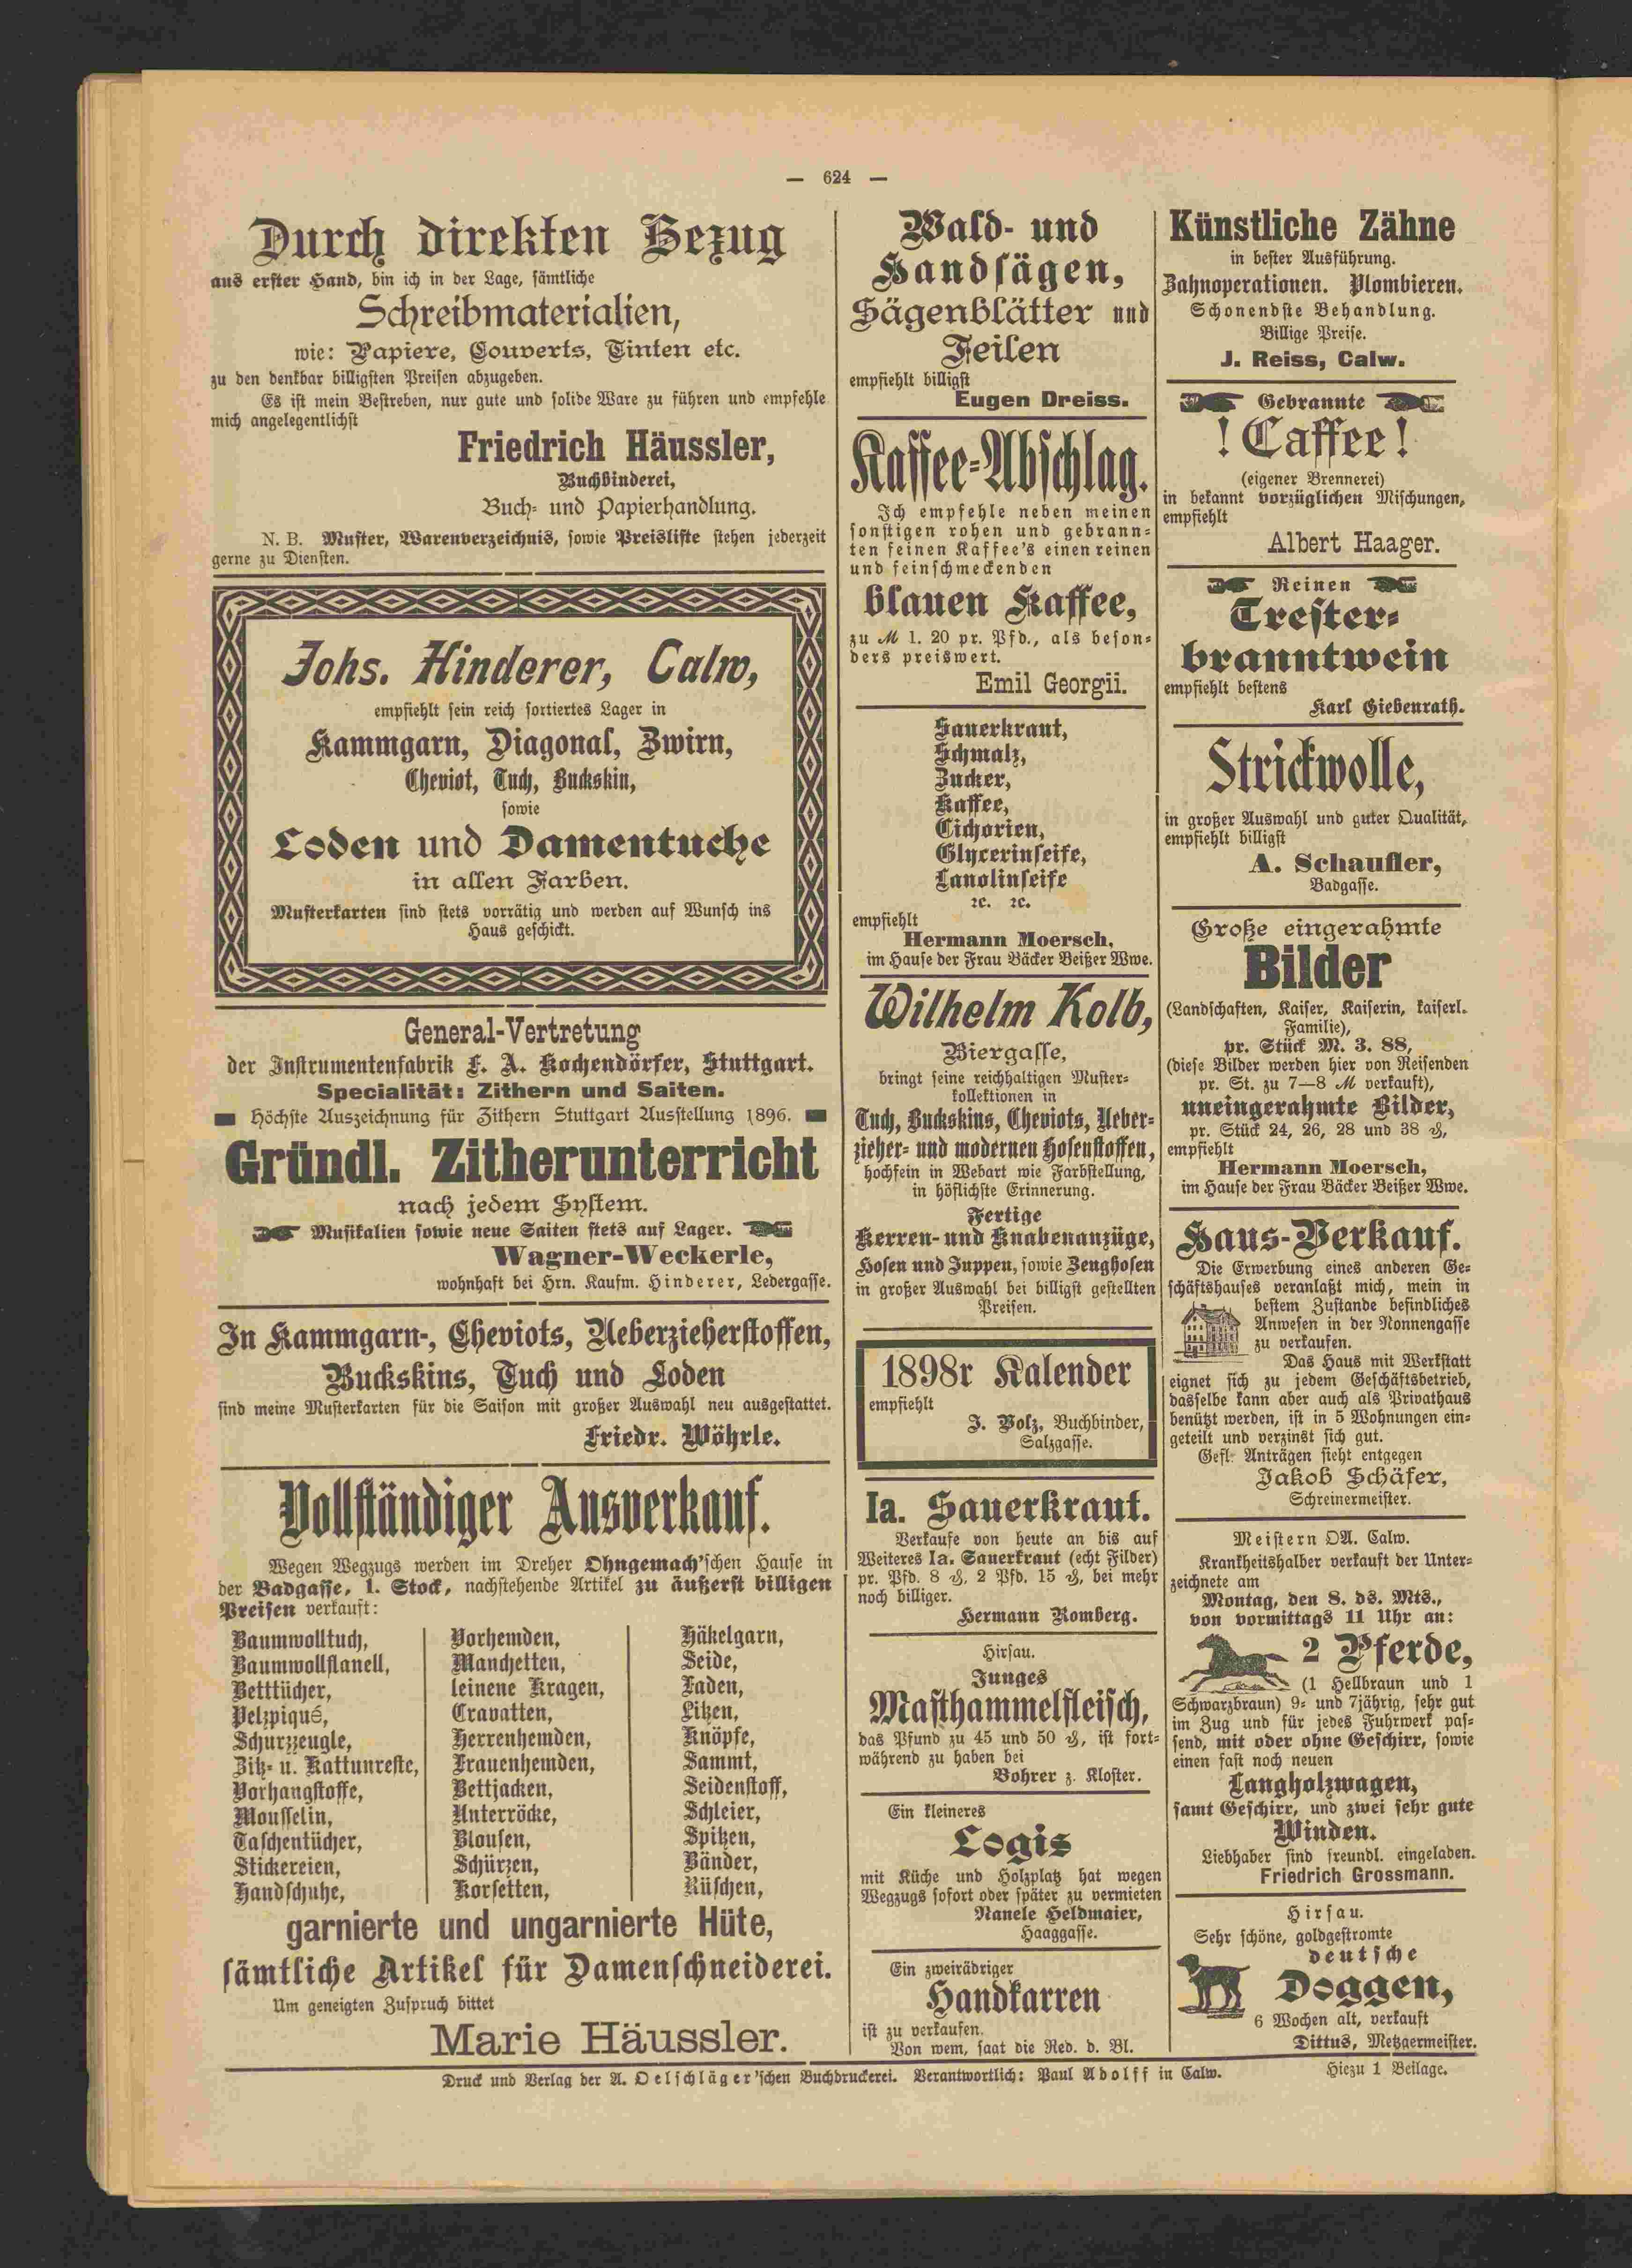 — 624 —
Durch direkten Bezug
aus erster Hand, bin ich in der Lage, sämtliche
Schreibmaterialien,
wie: Papiere, Couverts, Tinten etc.
zu den denkbar billigsten Preisen abzugeben.
Es ist mein Bestreben, nur gute und solide Ware zu führen und empfehle
mich angelegentlichst
Friedrich Häussler,
Buchbinderei,
Buch- und Papierhandlung.
N. B. Muster, Warenverzeichnis, sowie Preisliste stehen jederzeit
gerne zu Diensten.
Johs. Hinderer, Calw,
empfiehlt sein reich sortiertes Lager in
Kammgarn, Diagonal, Zwirn,
Cheviot, Tuch, Buckskin,
sowie
Loden und Damentuche
in allen Farben.
Musterkarten sind stets vorrätig und werden auf Wunsch ins
Haus geschickt.
General-Vertretung
der Instrumentenfabrik F. A. Kochendörfer, Stuttgart.
Specialität: Zithern und Saiten.
Höchste Auszeichnung für Zithern Stuttgart Ausstellung 1896.
Gründl. Zitherunterricht
nach jedem System.
Musikalien sowie neue Saiten stets auf Lager.
Wagner-Weckerle,
wohnhaft bei Hrn. Kaufm. Hinderer, Ledergasse.
In Kammgarn-, Cheviots, Ueberzieherstoffen,
Buckskins, Tuch und Loden
sind meine Musterkarten für die Saison mit großer Auswahl neu ausgestattet.
Friedr. Wöhrle.
Vollständiger Ausverkauf.
Wegen Wegzugs werden im Dreher Ohngemach'schen Hause in
der Badgasse, 1. Stock, nachstehende Artikel zu äußerst billigen
Preisen verkauft:
Baumwolltuch,
Baumwollflanell,
Betttücher,
Pelzpiqué,
Schurzzeugle,
Zitz- u. Kattunreste,
Vorhangstoffe,
Mousselin,
Taschentücher,
Stickereien,
Handschuhe,
Vorhemden,
Manchetten,
leinene Kragen,
Cravatten,
Herrenhemden,
Frauenhemden,
Bettjacken,
Unterröcke,
Blousen,
Schürzen,
Korsetten,
Häkelgarn,
Seide,
Faden,
Litzen,
Knöpfe,
Sammt,
Seidenstoff,
Schleier,
Spitzen,
Bänder,
Rüschen,
garnierte und ungarnierte Hüte,
sämtliche Artikel für Damenschneiderei.
Um geneigten Zuspruch bittet
Marie Häussler.
Wald- und
Handsägen,
Sägenblätter und
Feilen
empfiehlt billigst
Eugen Dreiss.
Kaffee-Abschlag.
Ich empfehle neben meinen
sonstigen rohen und gebrann-
ten feinen Kaffee's einen reinen
und feinschmeckenden
blauen Kaffee,
zu M 1. 20 pr. Pfd., als beson-
ders preiswert.
Emil Georgii.
Sauerkraut,
Schmalz,
Zucker,
Kaffee,
Cichorien,
Glycerinseife,
Lanolinseife
ꝛc. ꝛc.
empfiehlt
Hermann Moersch,
im Hause der Frau Bäcker Beißer Wwe.
Wilhelm Kolb,
Biergasse,
bringt seine reichhaltigen Muster-
kollektionen in
Tuch, Buckskins, Cheviots, Ueber-
zieher- und modernen Hosenstoffen,
hochfein in Webart wie Farbstellung,
in höflichste Erinnerung.
Fertige
Herren- und Knabenanzüge,
Hosen und Juppen, sowie Zeughosen
in großer Auswahl bei billigst gestellten
Preisen.
1898r Kalender
empfiehlt
J. Bolz, Buchbinder,
Salzgasse.
Ia. Sauerkraut.
Verkaufe von heute an bis auf
Weiteres Ia. Sauerkraut (echt Filder)
pr. Pfd. 8 ₰, 2 Pfd. 15 ₰, bei mehr
noch billiger.
Hermann Romberg.
Hirsau.
Junges
Masthammelfleisch,
das Pfund zu 45 und 50 ₰, ist fort-
während zu haben bei
Bohrer z. Kloster.
Ein kleineres
Logis
mit Küche und Holzplatz hat wegen
Wegzugs sofort oder später zu vermieten
Nanele Heldmaier,
Haaggasse.
Ein zweirädriger
Handkarren
ist zu verkaufen.
Von wem, sagt die Red. d. Bl.
Künstliche Zähne
in bester Ausführung.
Zahnoperationen. Plombieren.
Schonendste Behandlung.
Billige Preise.
J. Reiss, Calw.
Gebrannte
! Caffee !
(eigener Brennerei)
in bekannt vorzüglichen Mischungen,
empfiehlt
Albert Haager.
Reinen
Trester-
branntwein
empfiehlt bestens
Karl Giebenrath.
Strickwolle,
in großer Auswahl und guter Qualität,
empfiehlt billigst
A. Schaufler,
Badgasse.
Große eingerahmte
Bilder
(Landschaften, Kaiser, Kaiserin, kaiserl.
Familie),
pr. Stück M. 3. 88,
(diese Bilder werden hier von Reisenden
pr. St. zu 7—8 M verkauft),
uneingerahmte Bilder,
pr. Stück 24, 26, 28 und 38 ₰,
empfiehlt
Hermann Moersch,
im Hause der Frau Bäcker Beißer Wwe.
Haus-Verkauf.
Die Erwerbung eines anderen Ge-
schäftshauses veranlaßt mich, mein in
bestem Zustande befindliches
Anwesen in der Nonnengasse
zu verkaufen.
Das Haus mit Werkstatt
eignet sich zu jedem Geschäftsbetrieb,
dasselbe kann aber auch als Privathaus
benützt werden, ist in 5 Wohnungen ein-
geteilt und verzinst sich gut.
Gefl. Anträgen sieht entgegen
Jakob Schäfer,
Schreinermeister.
Meistern OA. Calw.
Krankheitshalber verkauft der Unter-
zeichnete am
Montag, den 8. ds. Mts.,
von vormittags 11 Uhr an:
2 Pferde,
(1 Hellbraun und 1
Schwarzbraun) 9- und 7jährig, sehr gut
im Zug und für jedes Fuhrwerk pas-
send, mit oder ohne Geschirr, sowie
einen fast noch neuen
Langholzwagen,
samt Geschirr, und zwei sehr gute
Winden.
Liebhaber sind freundl. eingeladen.
Friedrich Grossmann.
Hirsau.
Sehr schöne, goldgestromte
deutsche
Doggen,
6 Wochen alt, verkauft
Dittus, Metzgermeister.
Druck und Verlag der A. Oelschläger'schen Buchdruckerei. Verantwortlich: Paul Adolff in Calw.
Hiezu 1 Beilage.